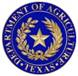 DEPARTMENT OF AGRICULTURE
TEXAS